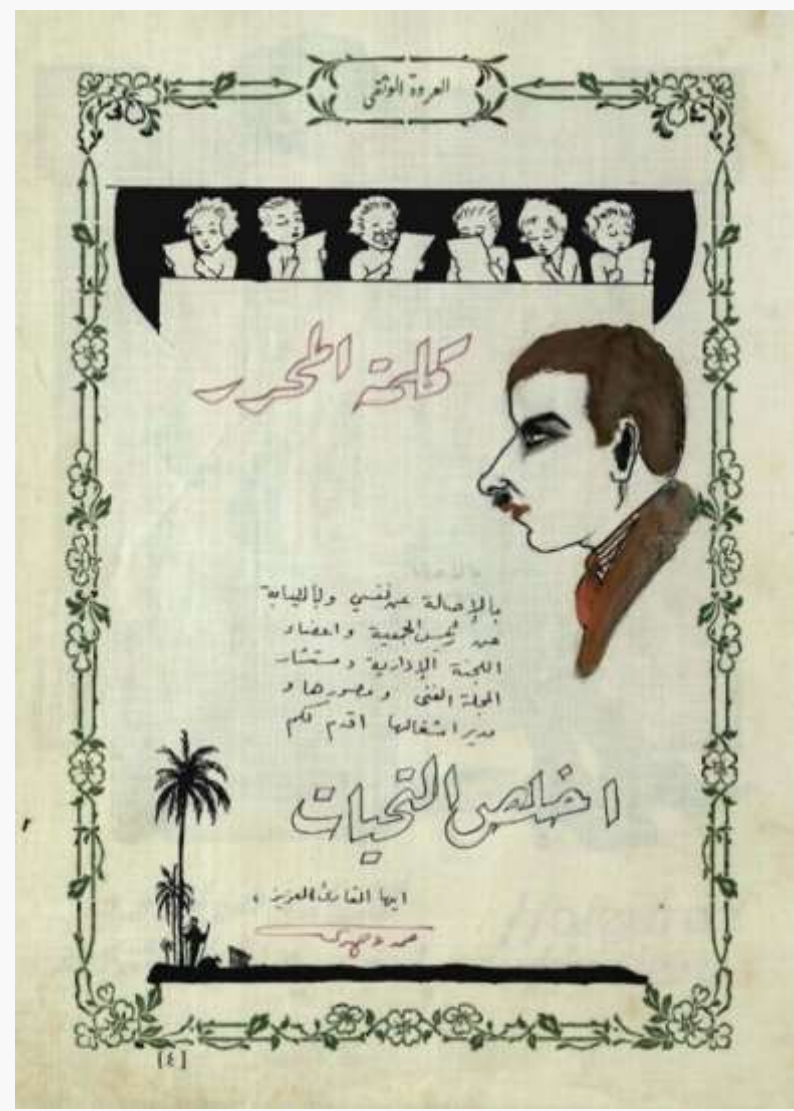 العروة الوثقى
كلمة المحرر
بالإصالة عن نفسي وبالنيابة
عن رئيس الجمعية واعضاء
اللجنة الإدارية ومستشار
المجلة الفني ومصورها و
مدير اشغالها اقدم لكم
اخلص التحيات
ايها القارئ العزيز ،
[٤]